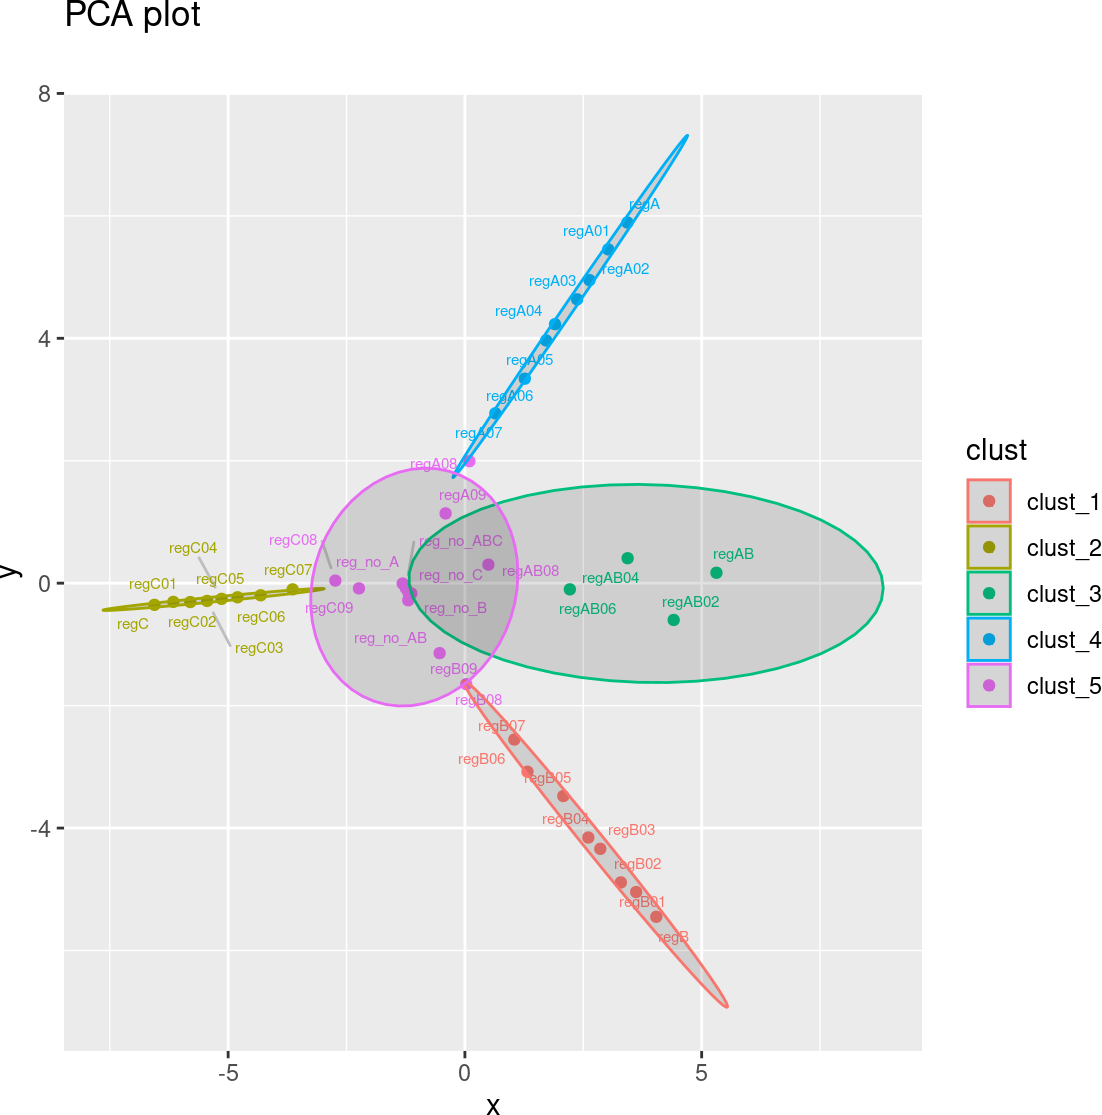 PCA plot
8
4
0
-4
y
-5
0
5
x
regA
regA01
regA02
regA03
regA04
regA05
regA06
regA07
regA08
regA09
regC08
reg_no_ABC
regC04
reg_no_A
regAB
regC07
regAB08
reg_no_C
regAB04
regC05
regC01
regAB02
regC09
reg_no_B
regAB06
regC06
regC
regC02
reg_no_AB
regC03
regB09
regB08
regB07
regB06
regB05
regB04
regB03
regB02
regB01
regB
clust
clust_1
clust_2
clust_3
clust_4
clust_5